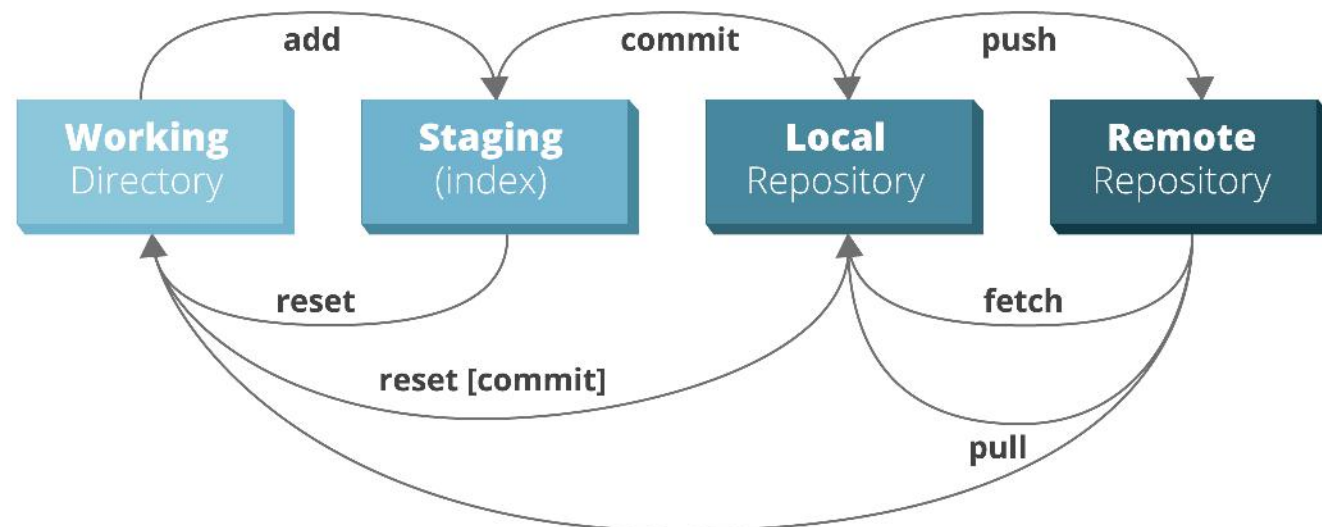 add
commit
push
Working
Directory
Staging
(index)
Local
Repository
Remote
Repository
reset
fetch
reset [commit]
pull